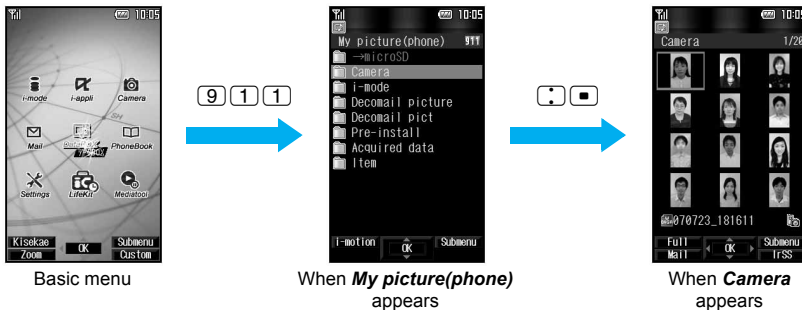 10:05
i-mode
i-appli
Camera
SH
Mail
PhoneBook
Settings
LifeKit
Mediatool
Kisekae
OK
Submenu
Zoom
Custom
Basic menu
9 1 1
10:05
My picture(phone) 911
→microSD
Camera
i-mode
Decomail picture
Decomail pict
Pre-install
Acquired data
Item
i-motion
OK
Submenu
When My picture(phone)
appears
10:05
Camera 1/20
070723_181611
Full
OK
Submenu
Mail
IrSS
When Camera
appears